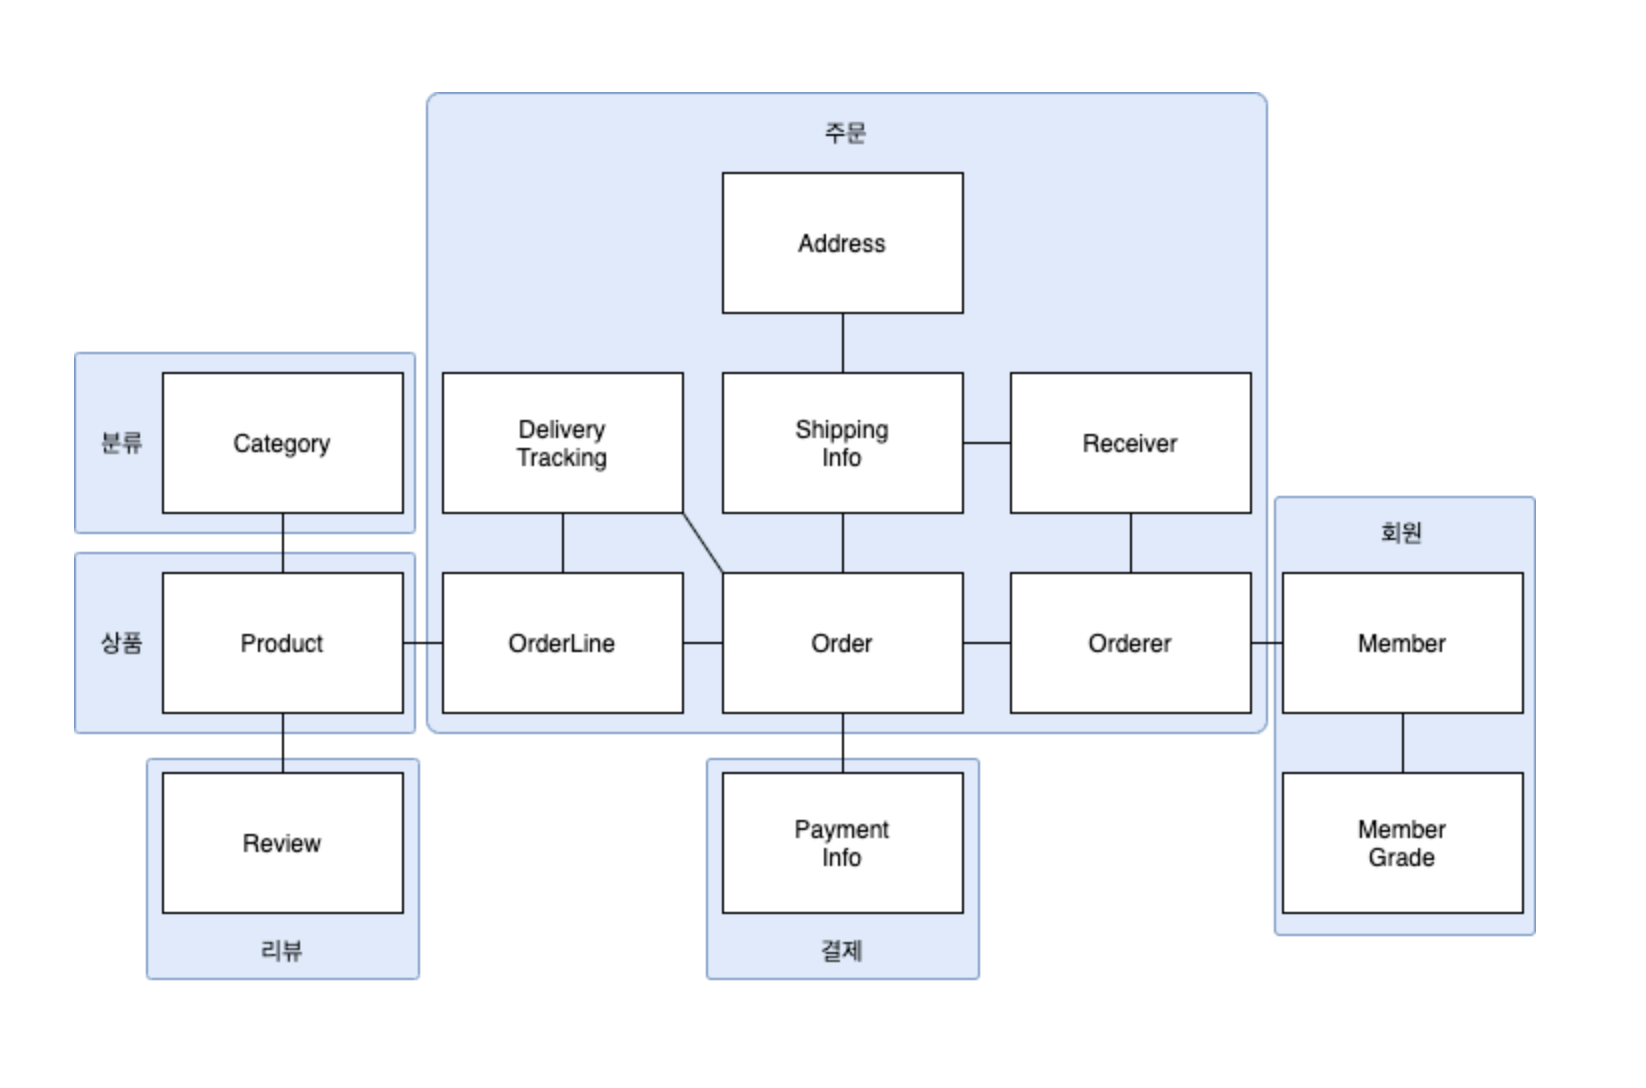 주문
Address
분류
Category
Delivery
Tracking
Shipping
Info
Receiver
회원
상품
Product
OrderLine
Order
Orderer
Member
Review
Payment
Info
Member
Grade
리뷰
결제